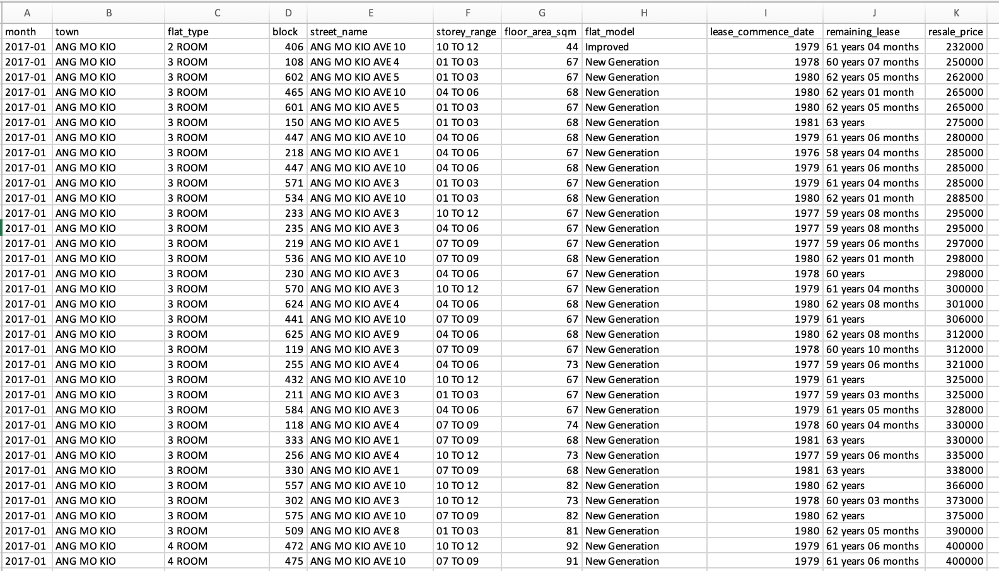 A B C D E F G H I J K
month town flat_type block street_name storey_range floor_area_sqm flat_model lease_commence_date remaining_lease resale_price
2017-01 ANG MO KIO 2 ROOM 406 ANG MO KIO AVE 10 10 TO 12 44 Improved 1979 61 years 04 months 232000
2017-01 ANG MO KIO 3 ROOM 108 ANG MO KIO AVE 4 01 TO 03 67 New Generation 1978 60 years 07 months 250000
2017-01 ANG MO KIO 3 ROOM 602 ANG MO KIO AVE 5 01 TO 03 67 New Generation 1980 62 years 05 months 262000
2017-01 ANG MO KIO 3 ROOM 465 ANG MO KIO AVE 10 04 TO 06 68 New Generation 1980 62 years 01 month 265000
2017-01 ANG MO KIO 3 ROOM 601 ANG MO KIO AVE 5 01 TO 03 67 New Generation 1980 62 years 05 months 265000
2017-01 ANG MO KIO 3 ROOM 150 ANG MO KIO AVE 5 01 TO 03 68 New Generation 1981 63 years 275000
2017-01 ANG MO KIO 3 ROOM 447 ANG MO KIO AVE 10 04 TO 06 68 New Generation 1979 61 years 06 months 280000
2017-01 ANG MO KIO 3 ROOM 218 ANG MO KIO AVE 1 04 TO 06 67 New Generation 1976 58 years 04 months 285000
2017-01 ANG MO KIO 3 ROOM 447 ANG MO KIO AVE 10 04 TO 06 68 New Generation 1979 61 years 06 months 285000
2017-01 ANG MO KIO 3 ROOM 571 ANG MO KIO AVE 3 01 TO 03 67 New Generation 1979 61 years 04 months 285000
2017-01 ANG MO KIO 3 ROOM 534 ANG MO KIO AVE 10 01 TO 03 68 New Generation 1980 62 years 01 month 288500
2017-01 ANG MO KIO 3 ROOM 233 ANG MO KIO AVE 3 10 TO 12 67 New Generation 1977 59 years 08 months 295000
2017-01 ANG MO KIO 3 ROOM 235 ANG MO KIO AVE 3 04 TO 06 67 New Generation 1977 59 years 08 months 295000
2017-01 ANG MO KIO 3 ROOM 219 ANG MO KIO AVE 1 07 TO 09 67 New Generation 1977 59 years 06 months 297000
2017-01 ANG MO KIO 3 ROOM 536 ANG MO KIO AVE 10 07 TO 09 68 New Generation 1980 62 years 01 month 298000
2017-01 ANG MO KIO 3 ROOM 230 ANG MO KIO AVE 3 04 TO 06 67 New Generation 1978 60 years 298000
2017-01 ANG MO KIO 3 ROOM 570 ANG MO KIO AVE 3 10 TO 12 67 New Generation 1979 61 years 04 months 300000
2017-01 ANG MO KIO 3 ROOM 624 ANG MO KIO AVE 4 04 TO 06 68 New Generation 1980 62 years 08 months 301000
2017-01 ANG MO KIO 3 ROOM 441 ANG MO KIO AVE 10 07 TO 09 67 New Generation 1979 61 years 306000
2017-01 ANG MO KIO 3 ROOM 625 ANG MO KIO AVE 9 04 TO 06 68 New Generation 1980 62 years 08 months 312000
2017-01 ANG MO KIO 3 ROOM 119 ANG MO KIO AVE 3 07 TO 09 67 New Generation 1978 60 years 10 months 312000
2017-01 ANG MO KIO 3 ROOM 255 ANG MO KIO AVE 4 04 TO 06 73 New Generation 1977 59 years 06 months 321000
2017-01 ANG MO KIO 3 ROOM 432 ANG MO KIO AVE 10 10 TO 12 67 New Generation 1979 61 years 325000
2017-01 ANG MO KIO 3 ROOM 211 ANG MO KIO AVE 3 01 TO 03 67 New Generation 1977 59 years 03 months 325000
2017-01 ANG MO KIO 3 ROOM 584 ANG MO KIO AVE 3 04 TO 06 67 New Generation 1979 61 years 05 months 328000
2017-01 ANG MO KIO 3 ROOM 118 ANG MO KIO AVE 4 07 TO 09 74 New Generation 1978 60 years 04 months 330000
2017-01 ANG MO KIO 3 ROOM 333 ANG MO KIO AVE 1 07 TO 09 68 New Generation 1981 63 years 330000
2017-01 ANG MO KIO 3 ROOM 256 ANG MO KIO AVE 4 10 TO 12 73 New Generation 1977 59 years 06 months 335000
2017-01 ANG MO KIO 3 ROOM 330 ANG MO KIO AVE 1 07 TO 09 68 New Generation 1981 63 years 338000
2017-01 ANG MO KIO 3 ROOM 557 ANG MO KIO AVE 10 10 TO 12 82 New Generation 1980 62 years 366000
2017-01 ANG MO KIO 3 ROOM 302 ANG MO KIO AVE 3 10 TO 12 73 New Generation 1978 60 years 03 months 373000
2017-01 ANG MO KIO 3 ROOM 575 ANG MO KIO AVE 10 07 TO 09 82 New Generation 1980 62 years 375000
2017-01 ANG MO KIO 3 ROOM 509 ANG MO KIO AVE 8 01 TO 03 81 New Generation 1980 62 years 05 months 390000
2017-01 ANG MO KIO 4 ROOM 472 ANG MO KIO AVE 10 10 TO 12 92 New Generation 1979 61 years 06 months 400000
2017-01 ANG MO KIO 4 ROOM 475 ANG MO KIO AVE 10 07 TO 09 91 New Generation 1979 61 years 06 months 400000